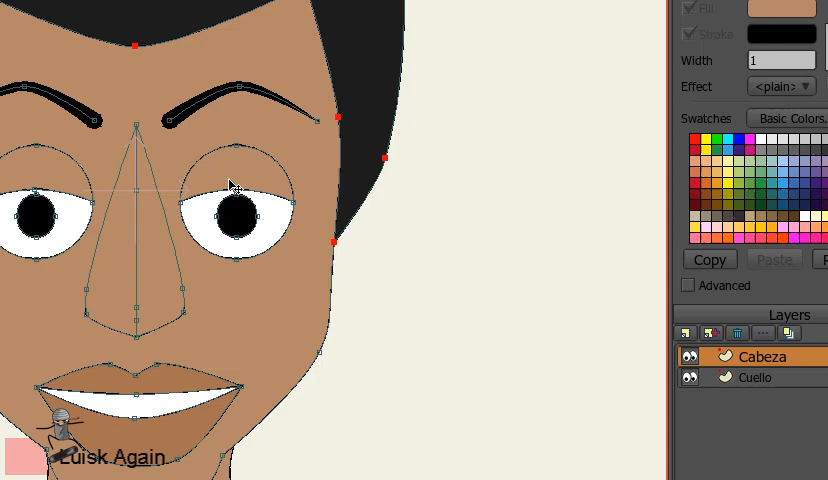 Fill
Stroke
Width
1
Effect
<plain>
Swatches
Basic Colors.
Copy
Paste
Advanced
Layers
Cabeza
Cuello
Luisk Again